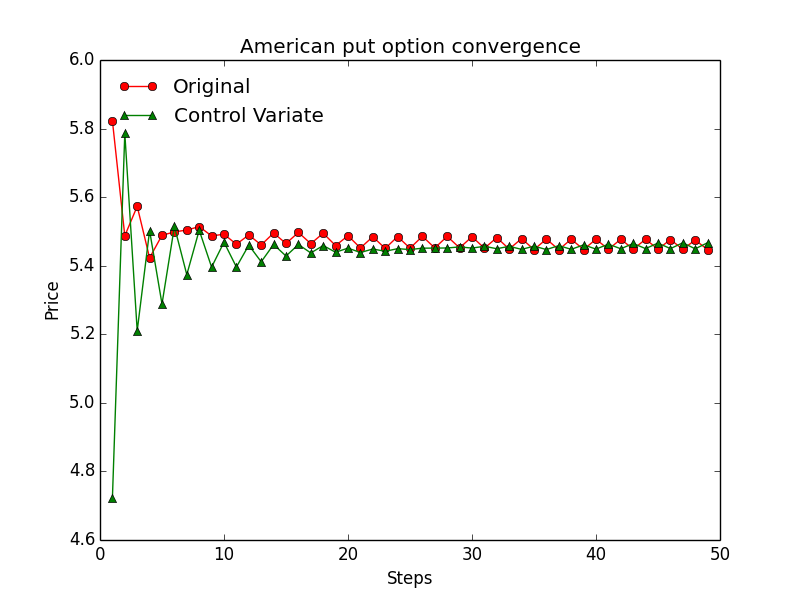 American put option convergence
Original
Control Variate
6.0
5.8
5.6
5.4
5.2
5.0
4.8
4.6
Price
0 10 20 30 40 50
Steps